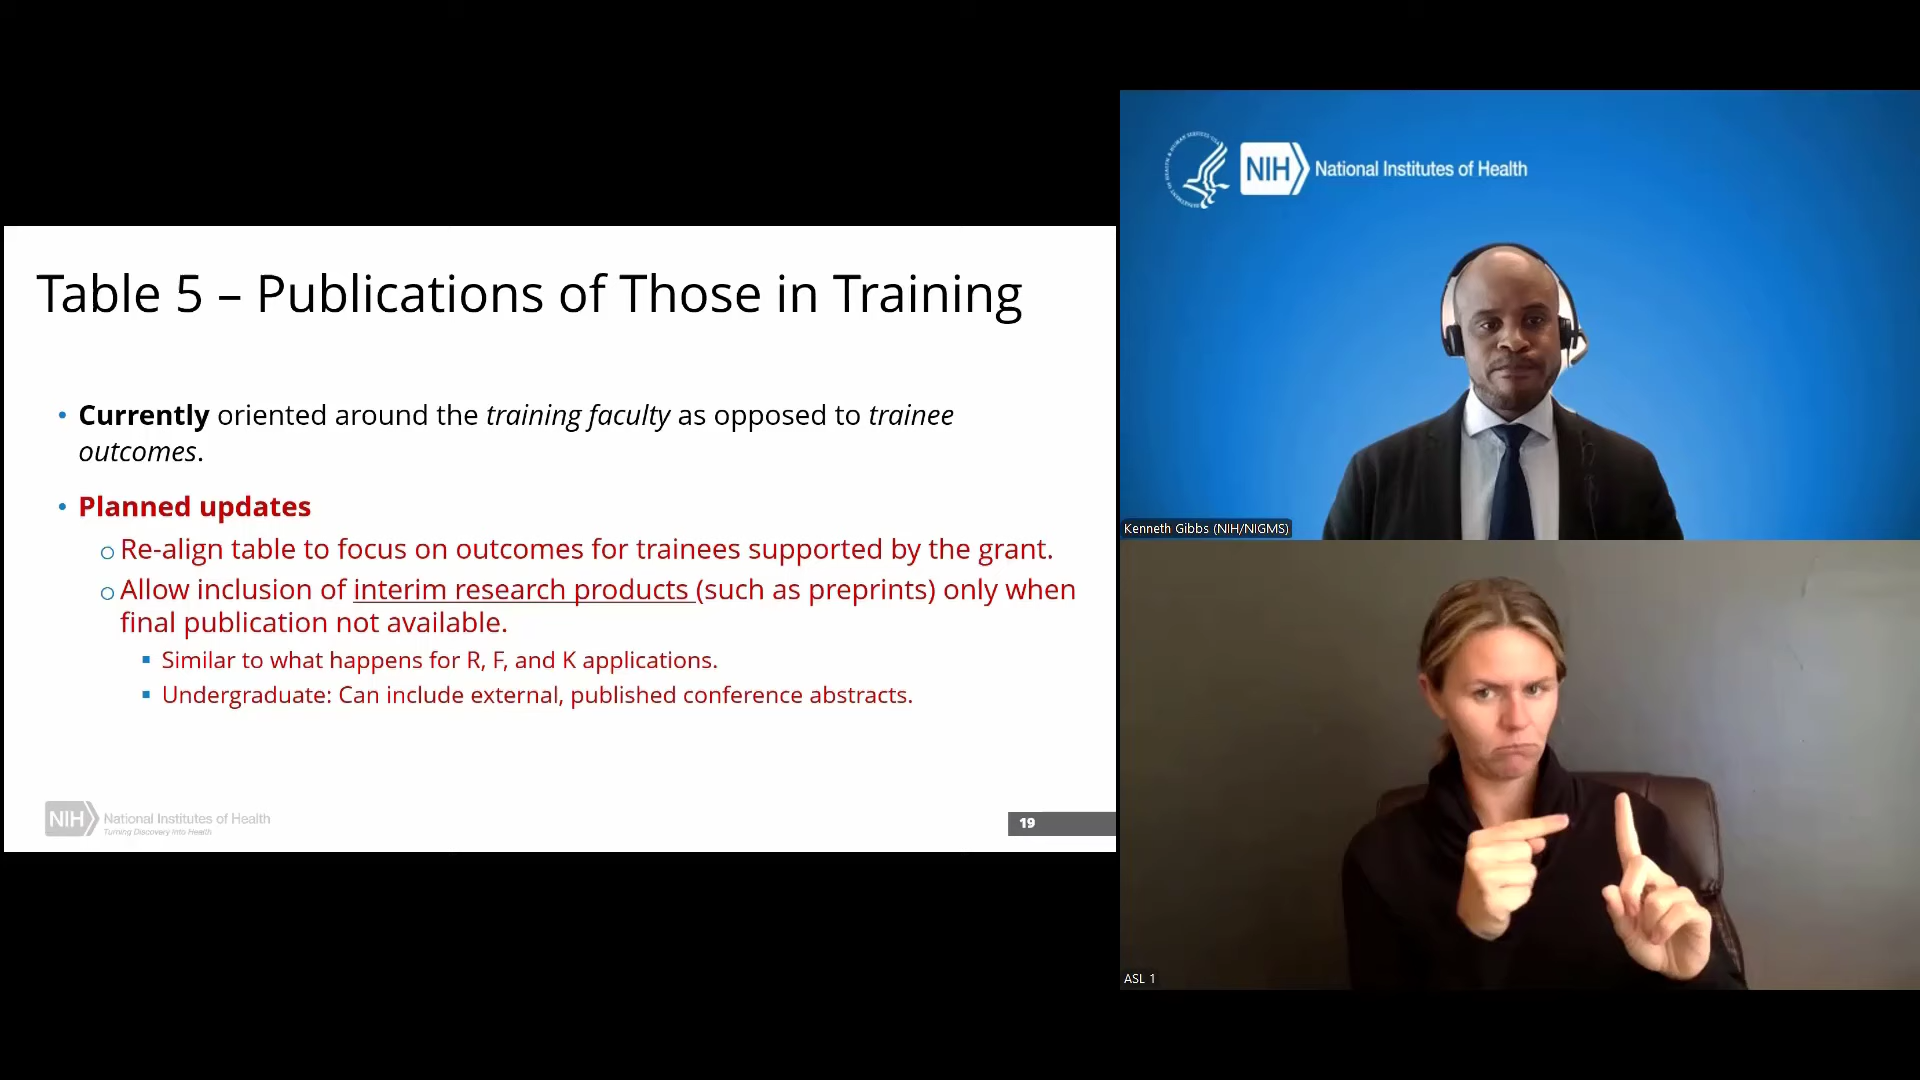 Table 5 – Publications of Those in Training
• Currently oriented around the training faculty as opposed to trainee
outcomes.
• Planned updates
○ Re-align table to focus on outcomes for trainees supported by the grant.
○ Allow inclusion of interim research products (such as preprints) only when
final publication not available.
▪ Similar to what happens for R, F, and K applications.
▪ Undergraduate: Can include external, published conference abstracts.
NIH National Institutes of Health
Turning Discovery Into Health
19
NIH National Institutes of Health
Kenneth Gibbs (NIH/NIGMS)
ASL 1